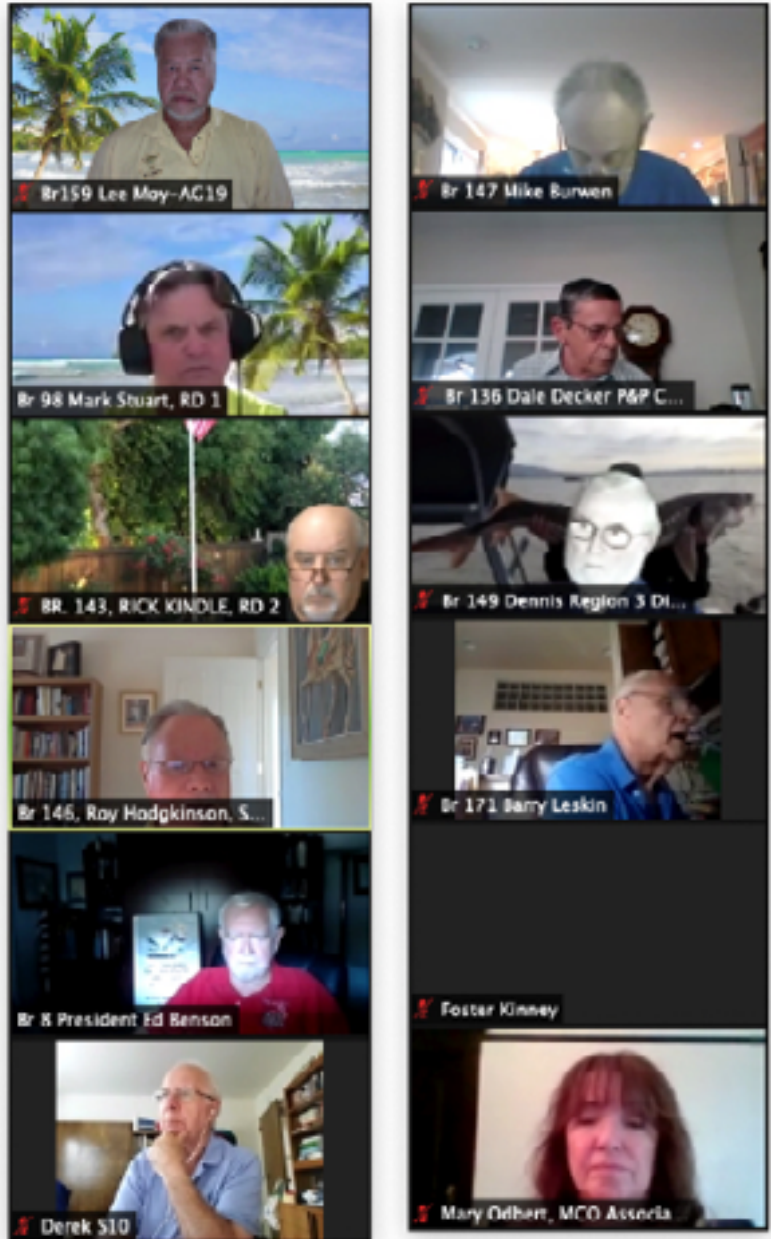 Br159 Lee Moy-AC19
Br 98 Mark Stuart, RD 1
BR. 143, RICK KINDLE, RD 2
Br 146, Roy Hodgkinson, S...
Br 8 President Ed Benson
Derek S10
Br 147 Mike Burwen
Br 136 Dale Decker P&P C...
Br 149 Dennis Region 3 Di...
Br 171 Barry Leskin
Foster Kinney
Mary Odbert, MCO Associa